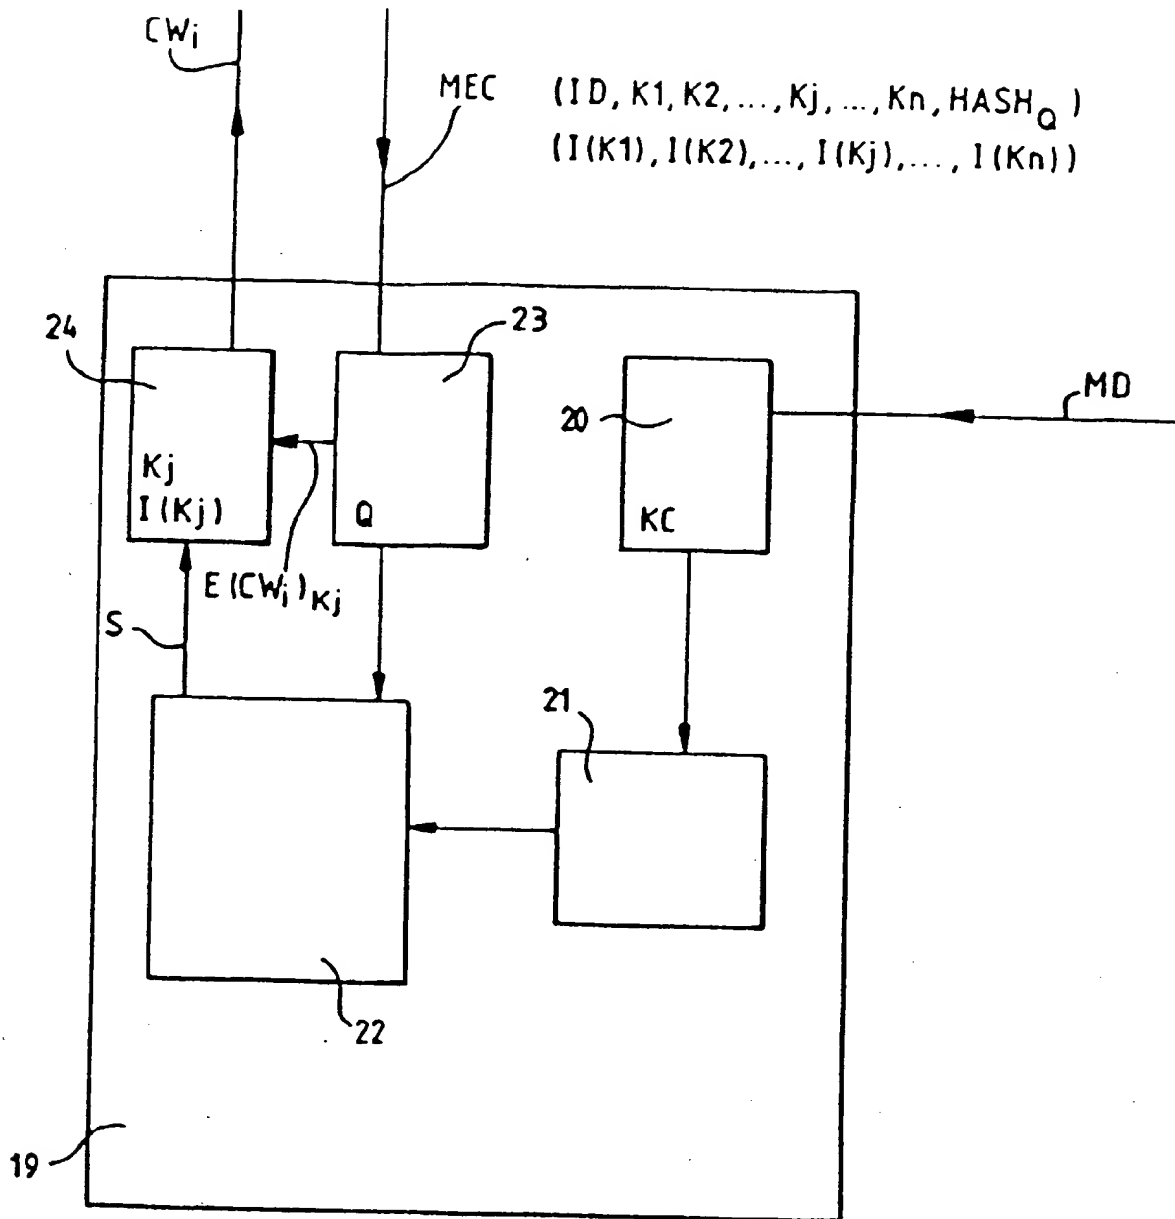 CWi
MEC (ID, K1, K2, ..., Kj, ..., Kn, HASHQ)
(I(K1), I(K2), ..., I(Kj), ..., I(Kn))
24
23
20
MD
Kj
I(Kj)
Q
KC
E(CWi)Kj
S
21
22
19